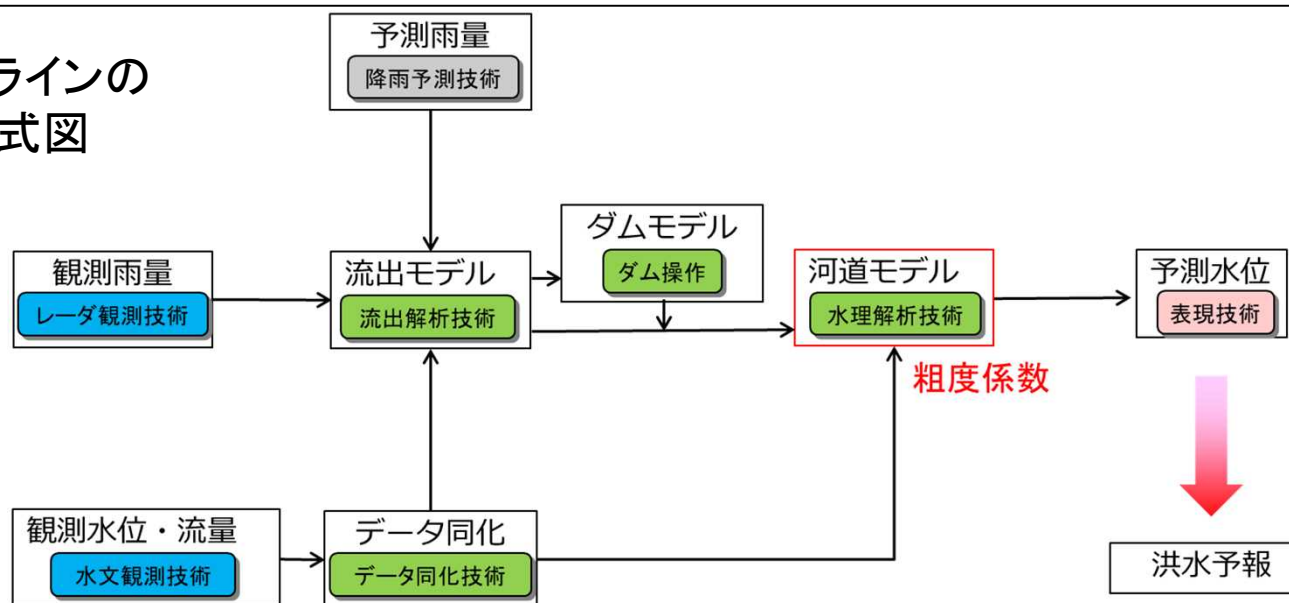 ラインの
式図
予測雨量
降雨予測技術
ダムモデル
ダム操作
観測雨量
レーダ観測技術
流出モデル
流出解析技術
河道モデル
水理解析技術
粗度係数
予測水位
表現技術
観測水位・流量
水文観測技術
データ同化
データ同化技術
洪水予報